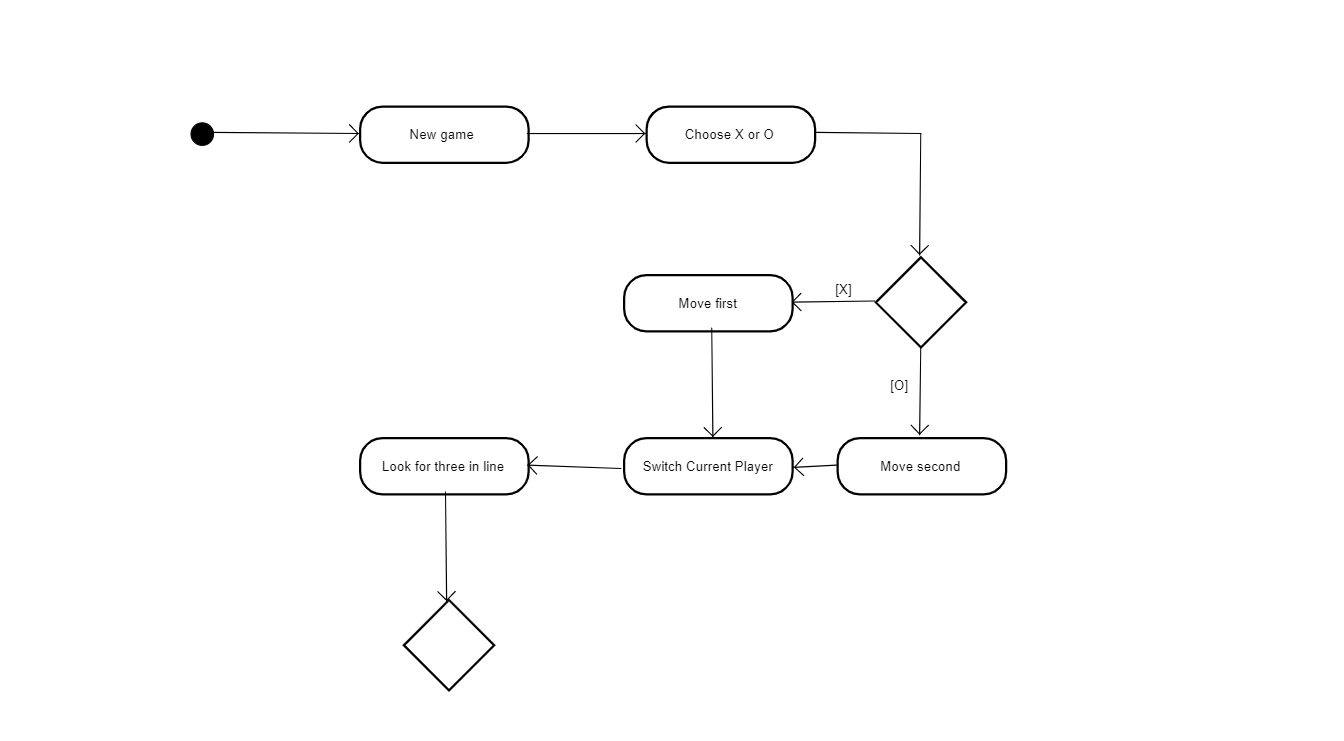 New game
Choose X or O
[X]
Move first
[O]
Look for three in line
Switch Current Player
Move second